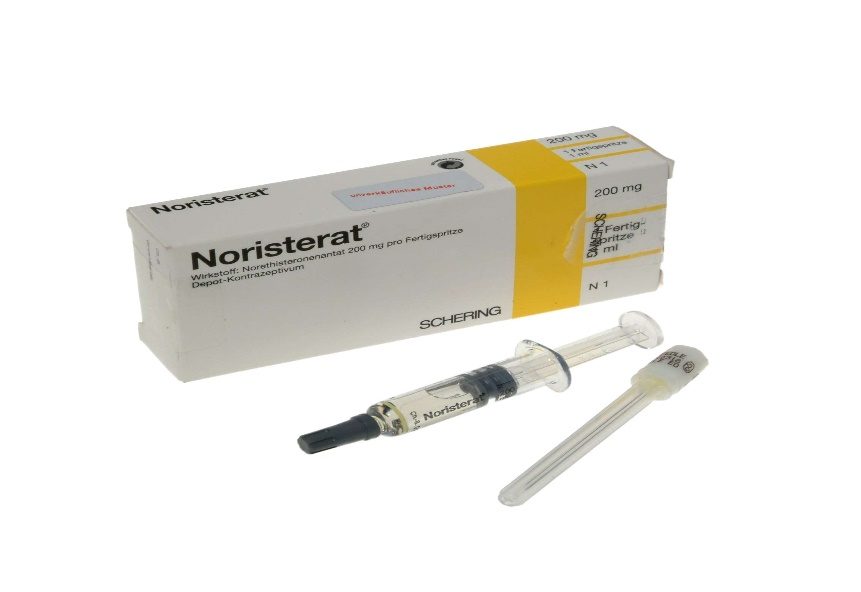 Noristerat®
unverkäufliches Muster
Noristerat®
Wirkstoff: Norethisteronenantat 200 mg pro Fertigspritze
Depot-Kontrazeptivum
SCHERING
200 mg
1 Fertigspritze
1 ml
N 1
200 mg
SCHERING
Fertig-
spritze
ml
N 1
Noristerat
Ch.-B.